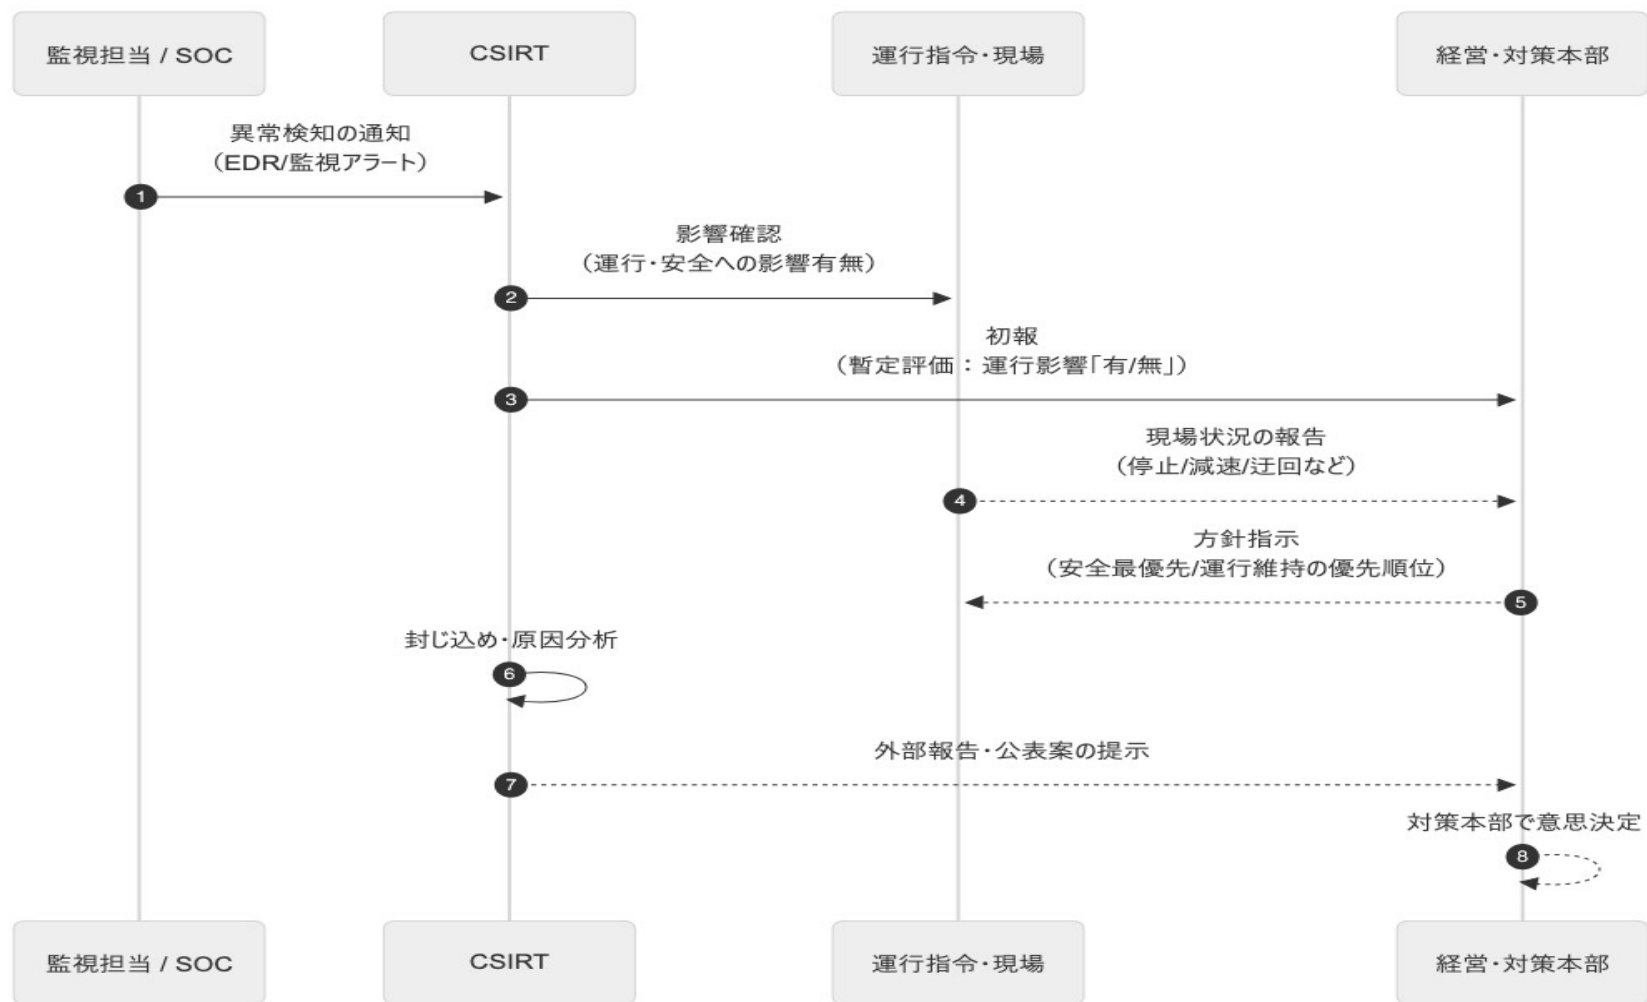 監視担当 / SOC
CSIRT
運行指令・現場
経営・対策本部
異常検知の通知
（EDR/監視アラート）
1
影響確認
（運行・安全への影響有無）
2
初報
（暫定評価：運行影響「有/無」）
3
現場状況の報告
（停止/減速/迂回など）
4
方針指示
（安全最優先/運行維持の優先順位）
5
封じ込め・原因分析
6
外部報告・公表案の提示
7
対策本部で意思決定
8
監視担当 / SOC
CSIRT
運行指令・現場
経営・対策本部